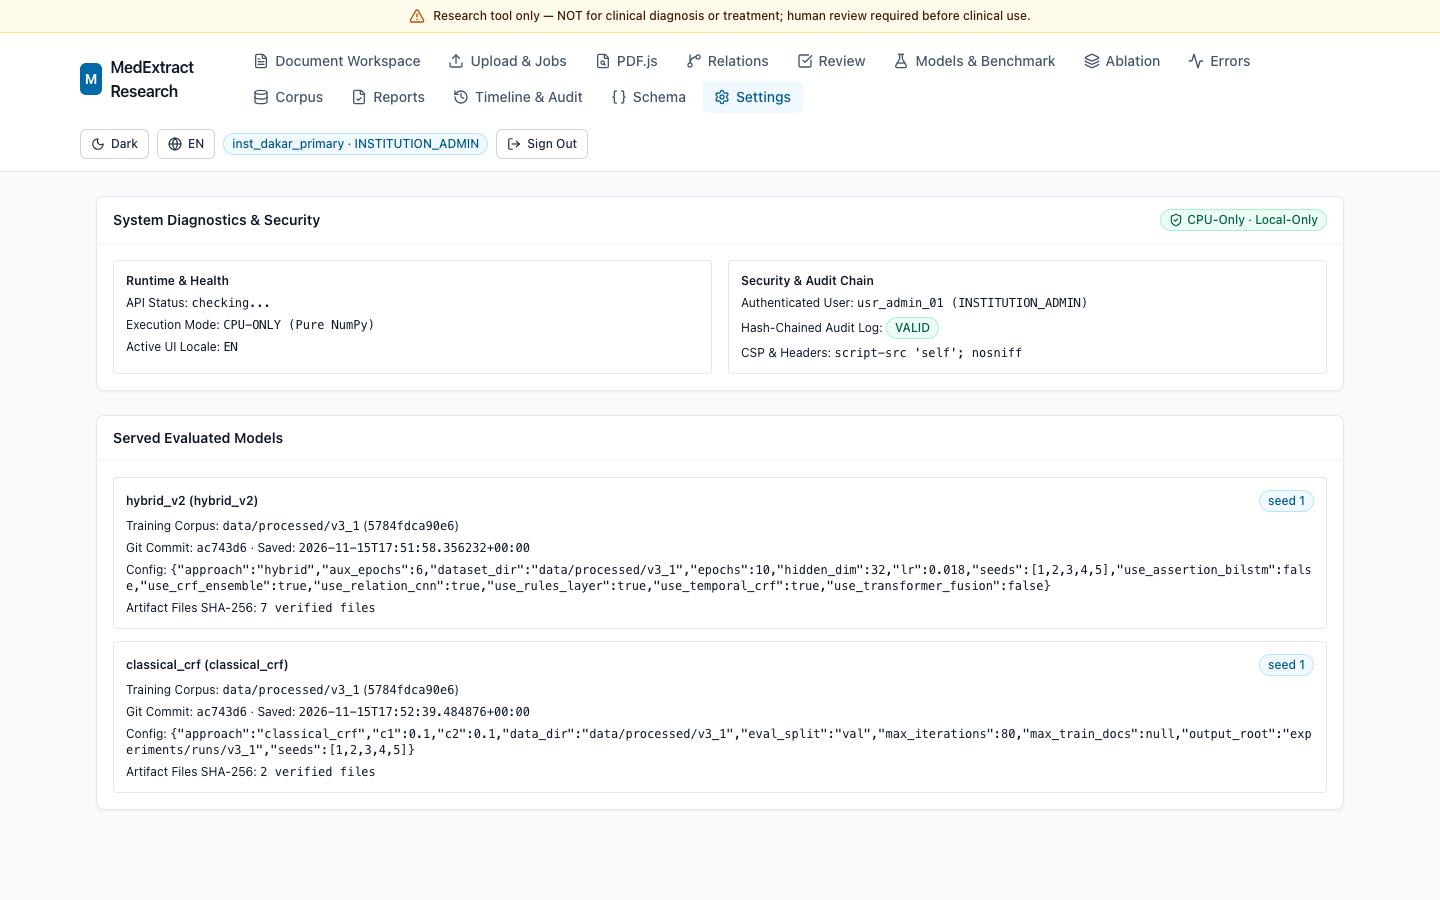 Research tool only — NOT for clinical diagnosis or treatment; human review required before clinical use.
M
MedExtract
Research
Document Workspace
Upload & Jobs
PDF.js
Relations
Review
Models & Benchmark
Ablation
Errors
Corpus
Reports
Timeline & Audit
Schema
Settings
Dark
EN
inst_dakar_primary · INSTITUTION_ADMIN
Sign Out
System Diagnostics & Security
CPU-Only · Local-Only
Runtime & Health
API Status: checking...
Execution Mode: CPU-ONLY (Pure NumPy)
Active UI Locale: EN
Security & Audit Chain
Authenticated User: usr_admin_01 (INSTITUTION_ADMIN)
Hash-Chained Audit Log: VALID
CSP & Headers: script-src 'self'; nosniff
Served Evaluated Models
hybrid_v2 (hybrid_v2)
seed 1
Training Corpus: data/processed/v3_1 (5784fdca90e6)
Git Commit: ac743d6 · Saved: 2026-11-15T17:51:58.356232+00:00
Config: {"approach":"hybrid","aux_epochs":6,"dataset_dir":"data/processed/v3_1","epochs":10,"hidden_dim":32,"lr":0.018,"seeds":[1,2,3,4,5],"use_assertion_bilstm":fals
e,"use_crf_ensemble":true,"use_relation_cnn":true,"use_rules_layer":true,"use_temporal_crf":true,"use_transformer_fusion":false}
Artifact Files SHA-256: 7 verified files
classical_crf (classical_crf)
seed 1
Training Corpus: data/processed/v3_1 (5784fdca90e6)
Git Commit: ac743d6 · Saved: 2026-11-15T17:52:39.484876+00:00
Config: {"approach":"classical_crf","c1":0.1,"c2":0.1,"data_dir":"data/processed/v3_1","eval_split":"val","max_iterations":80,"max_train_docs":null,"output_root":"exp
eriments/runs/v3_1","seeds":[1,2,3,4,5]}
Artifact Files SHA-256: 2 verified files